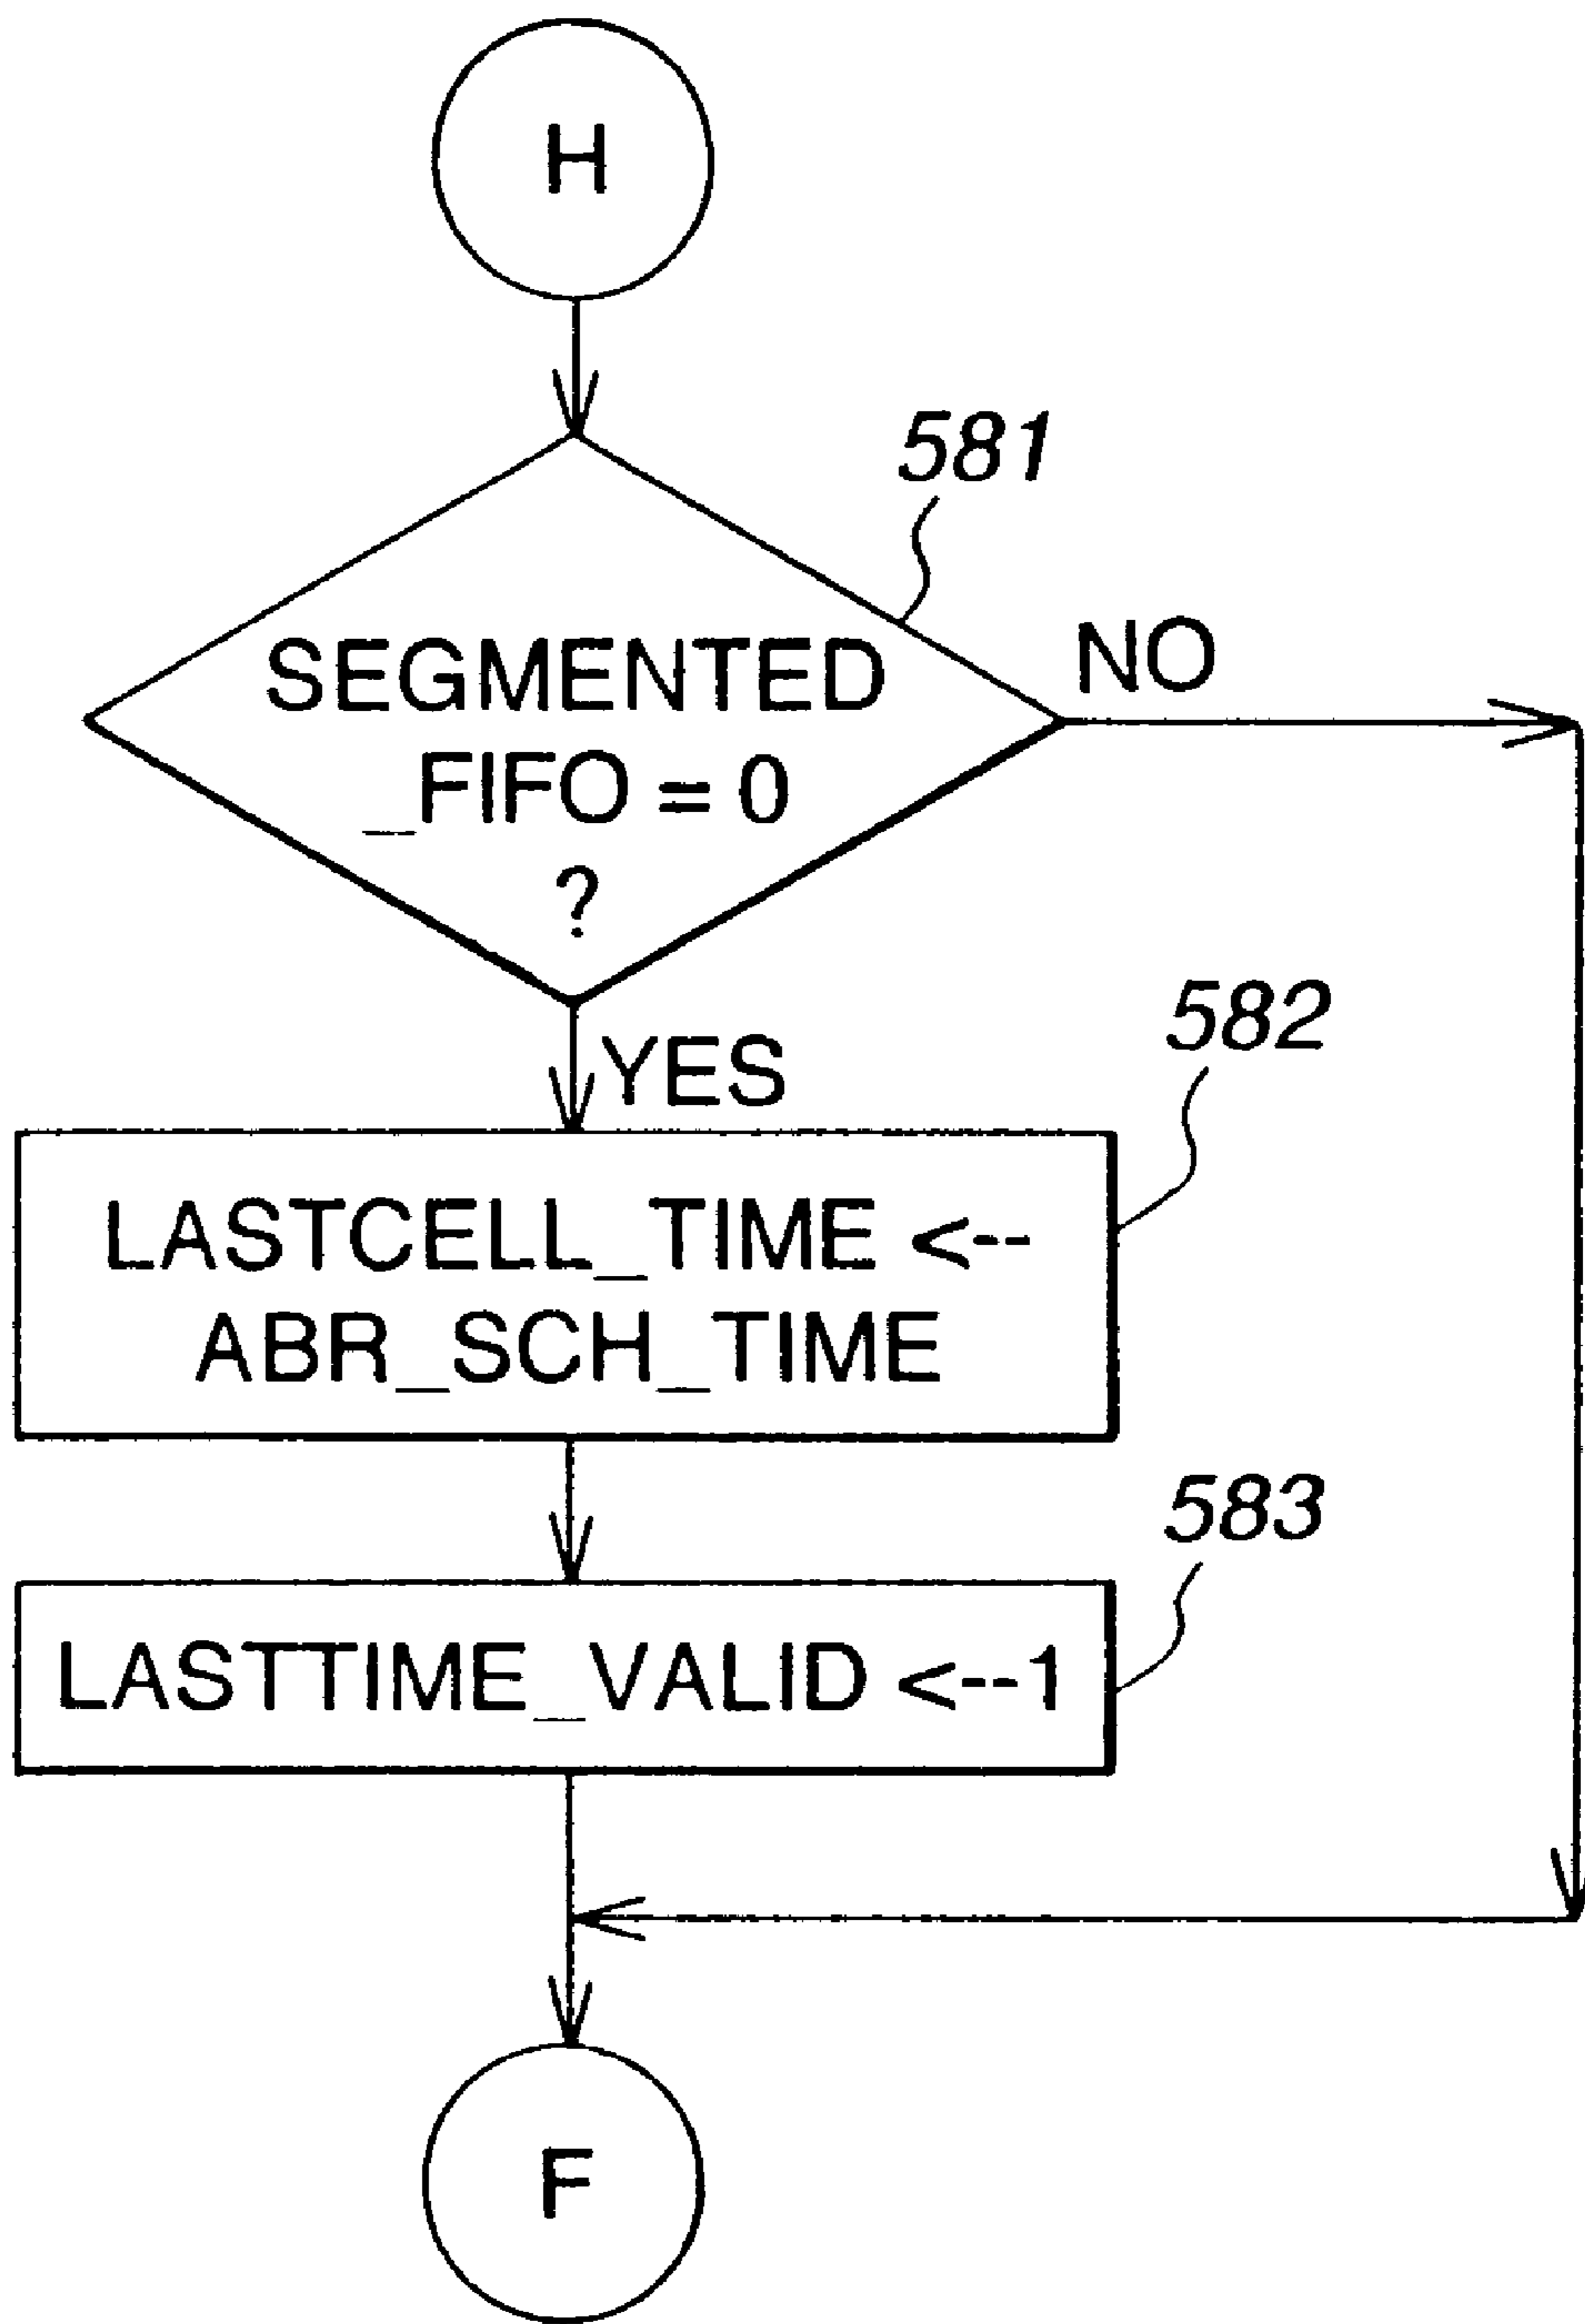 H
581
SEGMENTED
_FIFO = 0
?
NO
YES
582
LASTCELL_TIME <--
ABR_SCH_TIME
583
LASTTIME_VALID <--1
F